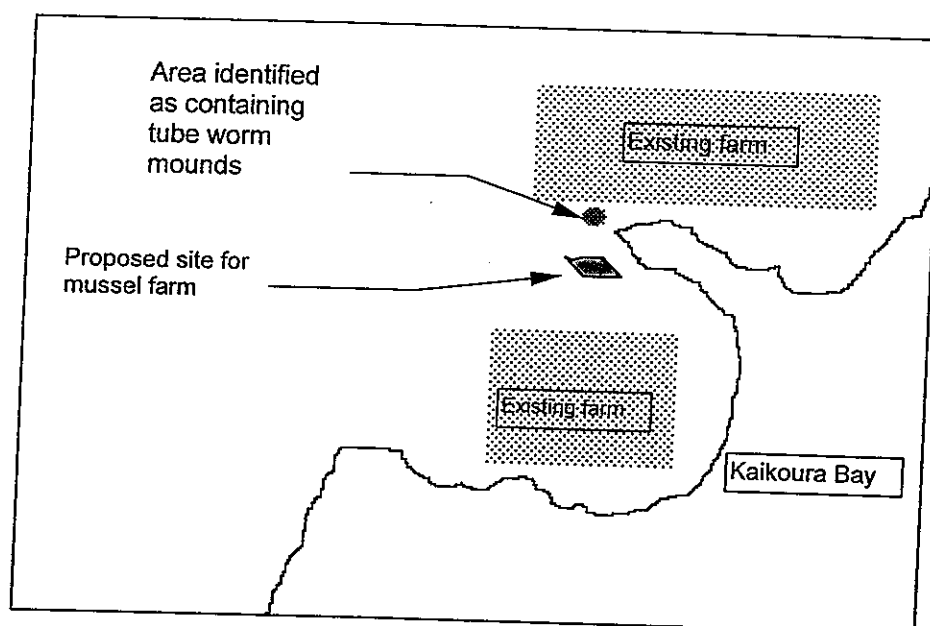 Area identified
as containing
tube worm
mounds
Existing farm
Proposed site for
mussel farm
Existing farm
Kaikoura Bay